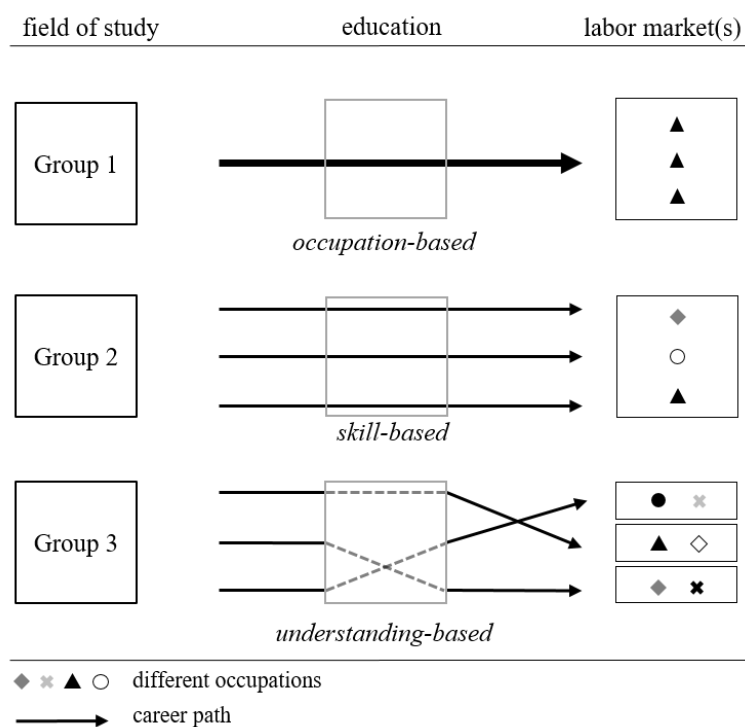 field of study education labor market(s)
Group 1
occupation-based
Group 2
skill-based
Group 3
understanding-based
different occupations
career path